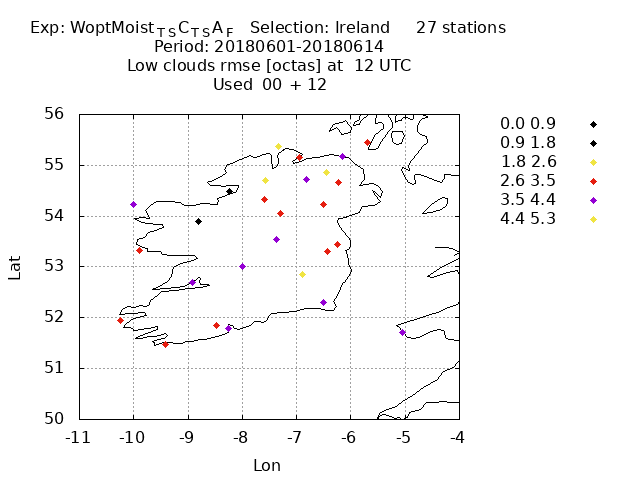 Exp: WoptMoist_TSC_TSA_F   Selection: Ireland     27 stations
Period: 20180601-20180614
Low clouds rmse [octas] at  12 UTC
Used  00 + 12
0.0 0.9
0.9 1.8
1.8 2.6
2.6 3.5
3.5 4.4
4.4 5.3
56
55
54
53
52
51
50
Lat
-11 -10 -9 -8 -7 -6 -5 -4
Lon